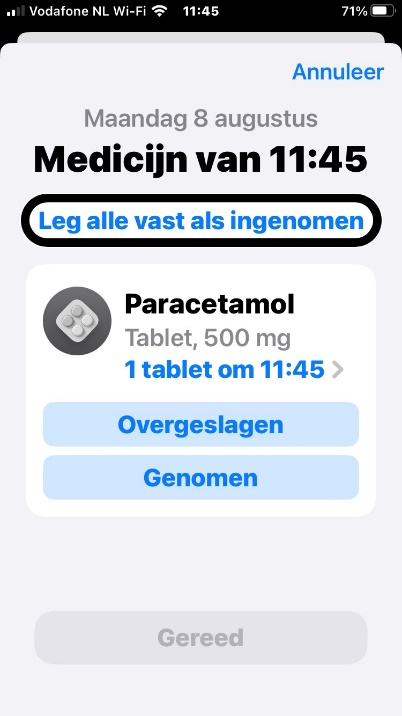 Vodafone NL Wi-Fi 11:45 71%
Annuleer
Maandag 8 augustus
Medicijn van 11:45
Leg alle vast als ingenomen
Paracetamol
Tablet, 500 mg
1 tablet om 11:45
Overgeslagen
Genomen
Gereed